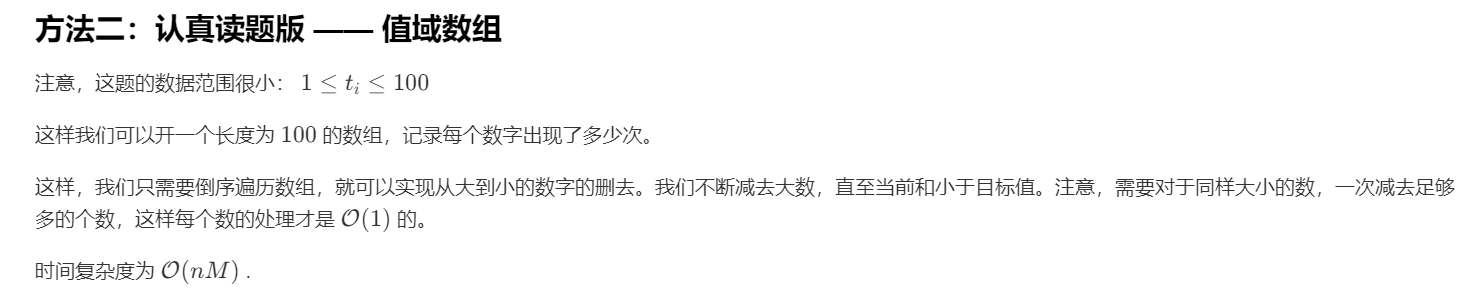 方法二：认真读题版 —— 值域数组
注意，这题的数据范围很小： 1 ≤ tᵢ ≤ 100
这样我们可以开一个长度为 100 的数组，记录每个数字出现了多少次。
这样，我们只需要倒序遍历数组，就可以实现从大到小的数字的删去。我们不断减去大数，直至当前和小于目标值。注意，需要对于同样大小的数，一次减去足够
多的个数，这样每个数的处理才是 𝒪(1) 的。
时间复杂度为 𝒪(nM) .